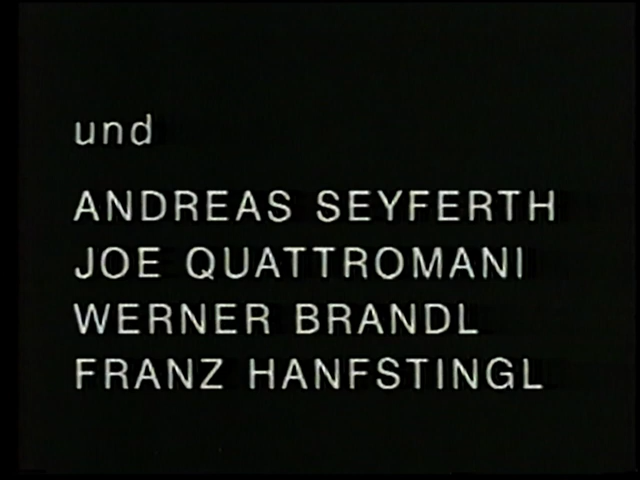 und
ANDREAS SEYFERTH
JOE QUATTROMANI
WERNER BRANDL
FRANZ HANFSTINGL